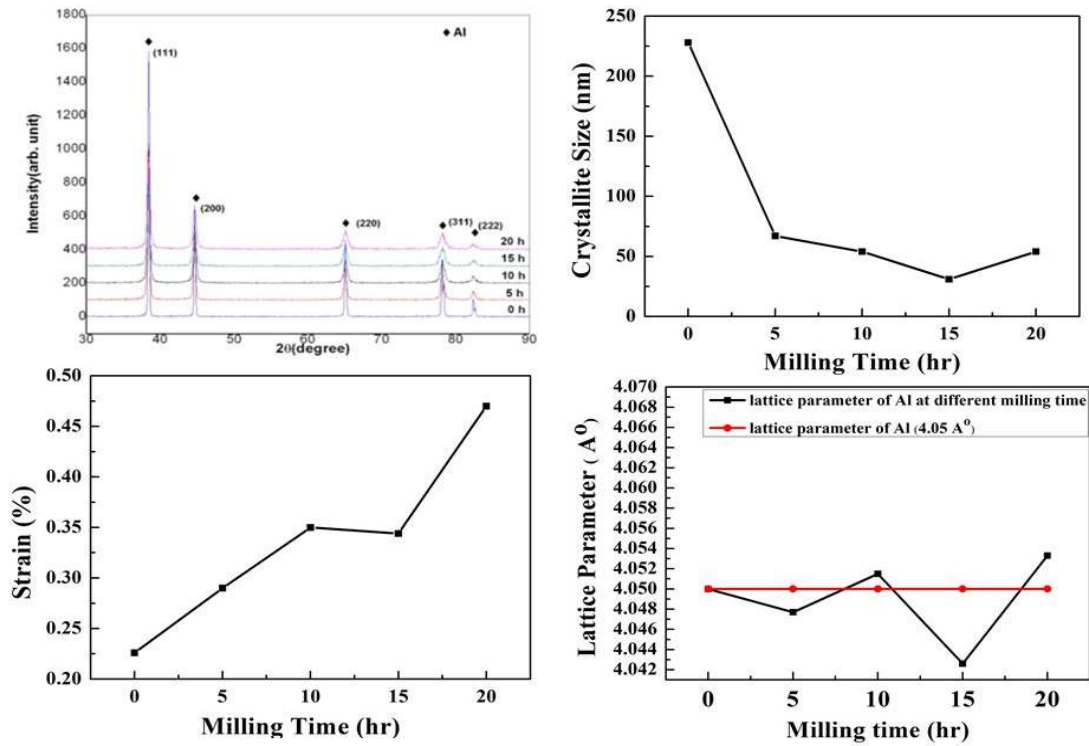 1800
1600
1400
1200
1000
800
600
400
200
0
Intensity(arb. unit)
◆ Al
(111)
(200)
(220)
(311)
(222)
20 h
15 h
10 h
5 h
0 h
30 40 50 60 70 80 90
2θ(degree)
250
200
150
100
50
0
Crystallite Size (nm)
0 5 10 15 20
Milling Time (hr)
0.50
0.45
0.40
0.35
0.30
0.25
0.20
Strain (%)
0 5 10 15 20
Milling Time (hr)
4.070
4.068
4.066
4.064
4.062
4.060
4.058
4.056
4.054
4.052
4.050
4.048
4.046
4.044
4.042
Lattice Parameter ( A⁰)
lattice parameter of Al at different milling time
lattice parameter of Al (4.05 A⁰)
0 5 10 15 20
Milling time (hr)